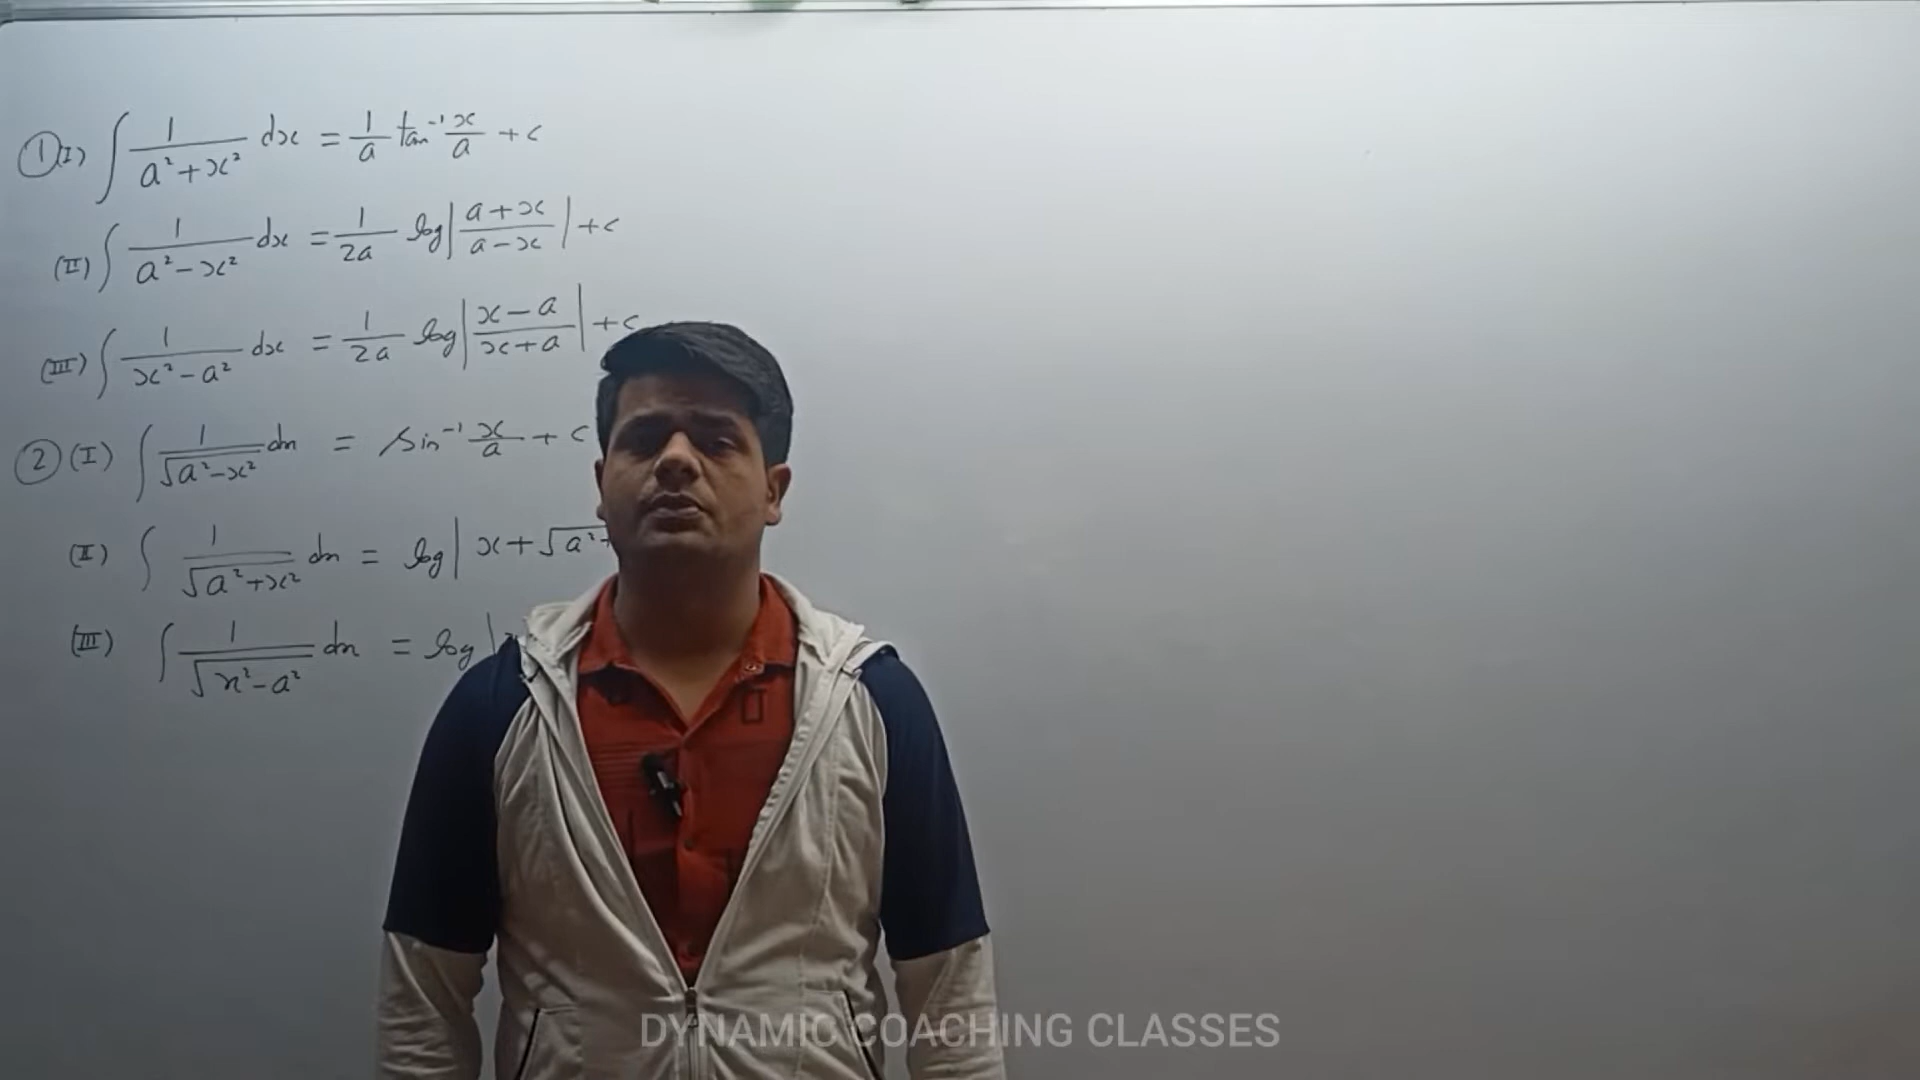 ① (I) ∫ 1/(a²+x²) dx = 1/a tan⁻¹ x/a + c
(II) ∫ 1/(a²-x²) dx = 1/2a log|(a+x)/(a-x)| + c
(III) ∫ 1/(x²-a²) dx = 1/2a log|(x-a)/(x+a)| + c
② (I) ∫ 1/√(a²-x²) dx = sin⁻¹ x/a + c
(II) ∫ 1/√(a²+x²) dx = log|x+√a²+
(III) ∫ 1/√(x²-a²) dx = log|
DYNAMIC COACHING CLASSES